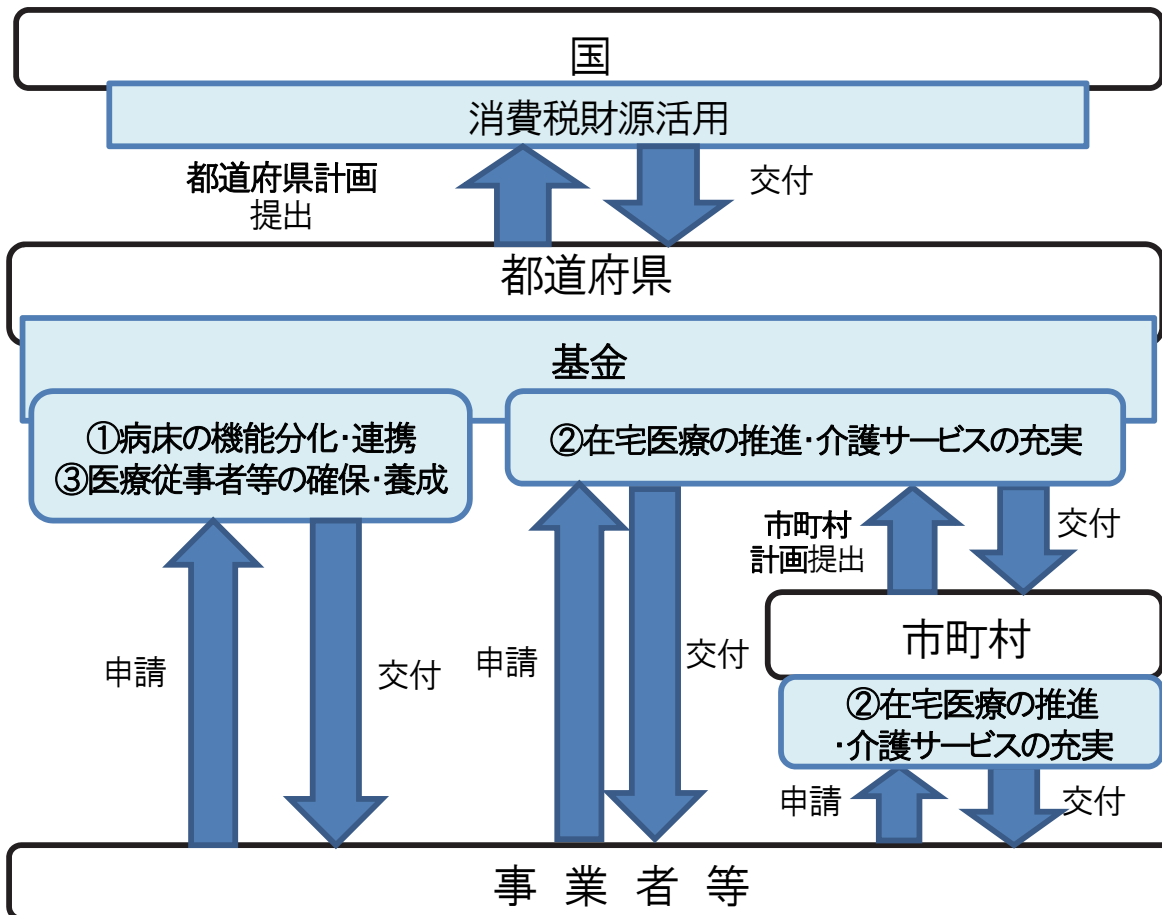 国
消費税財源活用
都道府県計画
提出
交付
都道府県
基金
①病床の機能分化・連携
③医療従事者等の確保・養成
②在宅医療の推進・介護サービスの充実
市町村
計画提出
交付
市町村
②在宅医療の推進
・介護サービスの充実
申請
交付
申請
交付
申請
交付
事業者等